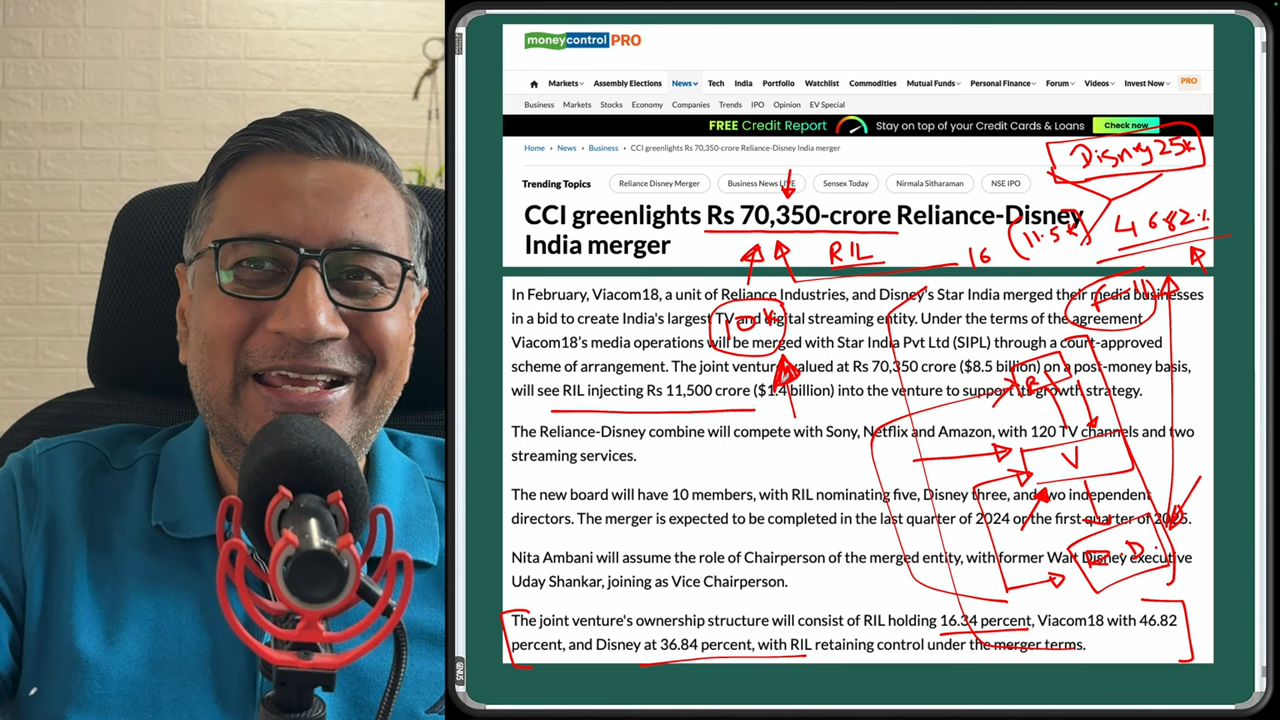 moneycontrol PRO
Markets Assembly Elections News Tech India Portfolio Watchlist Commodities Mutual Funds Personal Finance Forum Videos Invest Now PRO
Business Markets Stocks Economy Companies Trends IPO Opinion EV Special
FREE Credit Report Stay on top of your Credit Cards & Loans Check now
Home News Business CCI greenlights Rs 70,350-crore Reliance-Disney India merger
Disney 25k
Trending Topics Reliance Disney Merger Business News LIVE Sensex Today Nirmala Sitharaman NSE IPO
CCI greenlights Rs 70,350-crore Reliance-Disney
India merger
RIL
16
(11.5k)
46.82%
In February, Viacom18, a unit of Reliance Industries, and Disney's Star India merged their media businesses
in a bid to create India's largest TV and digital streaming entity. Under the terms of the agreement
Viacom18's media operations will be merged with Star India Pvt Ltd (SIPL) through a court-approved
scheme of arrangement. The joint venture, valued at Rs 70,350 crore ($8.5 billion) on a post-money basis,
will see RIL injecting Rs 11,500 crore ($1.4 billion) into the venture to support its growth strategy.
10k
R
The Reliance-Disney combine will compete with Sony, Netflix and Amazon, with 120 TV channels and two
streaming services.
V
The new board will have 10 members, with RIL nominating five, Disney three, and two independent
directors. The merger is expected to be completed in the last quarter of 2024 or the first quarter of 2025.
D
Nita Ambani will assume the role of Chairperson of the merged entity, with former Walt Disney executive
Uday Shankar, joining as Vice Chairperson.
The joint venture's ownership structure will consist of RIL holding 16.34 percent, Viacom18 with 46.82
percent, and Disney at 36.84 percent, with RIL retaining control under the merger terms.
GENIUS